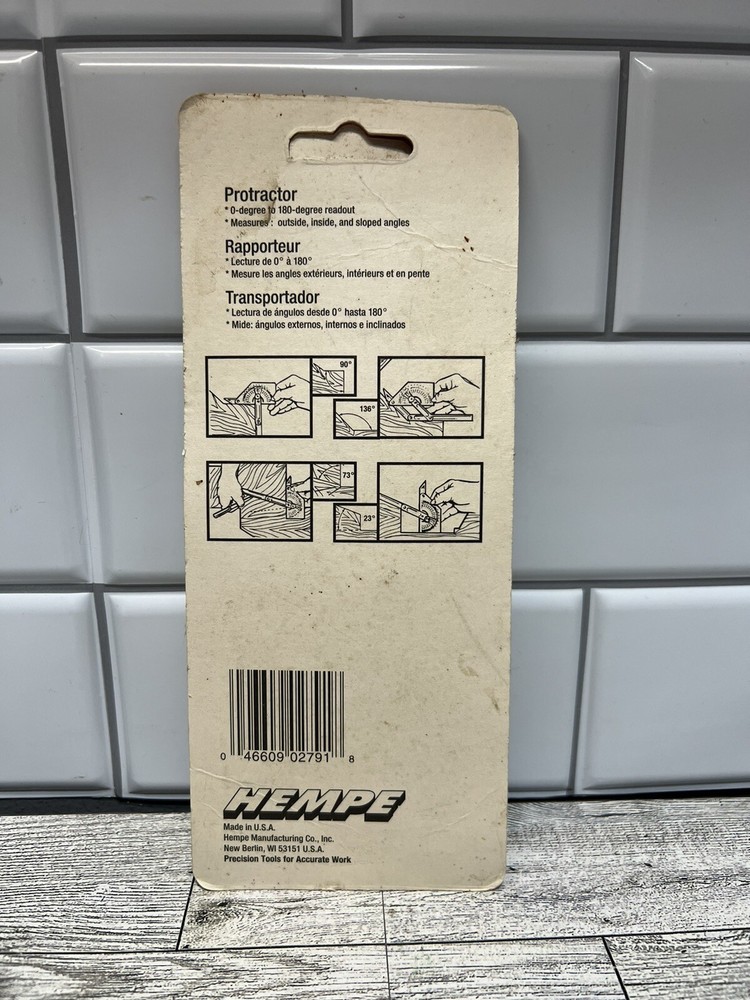 Protractor
* 0-degree to 180-degree readout
* Measures : outside, inside, and sloped angles
Rapporteur
* Lecture de 0° à 180°
* Mesure les angles extérieurs, intérieurs et en pente
Transportador
* Lectura de ángulos desde 0° hasta 180°
* Mide: ángulos externos, internos e inclinados
90°
136°
73°
23°
0 46609 02791 8
HEMPE
Made in U.S.A.
Hempe Manufacturing Co., Inc.
New Berlin, WI 53151 U.S.A.
Precision Tools for Accurate Work